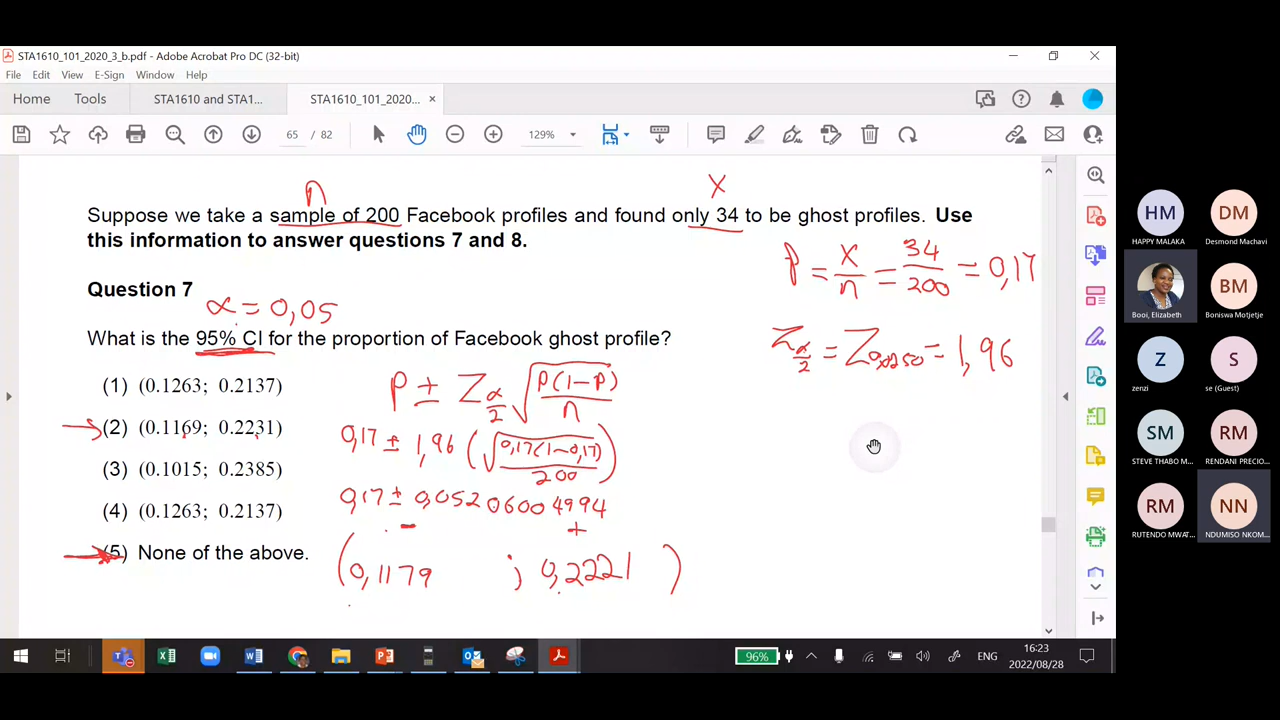 STA1610_101_2020_3_b.pdf - Adobe Acrobat Pro DC (32-bit)
File Edit View E-Sign Window Help
Home Tools STA1610 and STA1... STA1610_101_2020... ×
65 / 82 129%
n X
Suppose we take a sample of 200 Facebook profiles and found only 34 to be ghost profiles. Use
this information to answer questions 7 and 8.
P = X/n = 34/200 = 0,17
Question 7
α = 0,05
What is the 95% CI for the proportion of Facebook ghost profile?
Zα/2 = Z0,0250 = 1,96
(1) (0.1263; 0.2137)
P ± Zα/2 √P(1-P)/n
(2) (0.1169; 0.2231)
0,17 ± 1,96 (√0,17(1-0,17)/200)
(3) (0.1015; 0.2385)
0,17 ± 0,05206004994
(4) (0.1263; 0.2137)
- +
(5) None of the above.
(0,1179 ; 0,2221)
HM DM
HAPPY MALAKA Desmond Machavi
BM
Booi, Elizabeth Boniswa Motjetje
Z S
zenzi se (Guest)
SM RM
STEVE THABO M... RENDANI PRECIO...
RM NN
RUTENDO MWAT... NDUMISO NKOM...
96% ENG 16:23
2022/08/28